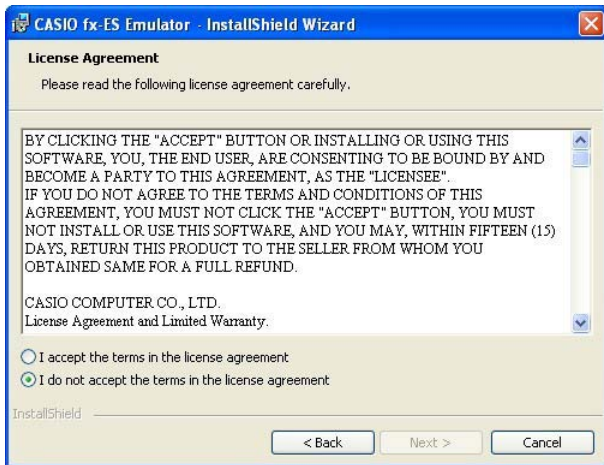 CASIO fx-ES Emulator - InstallShield Wizard
License Agreement
Please read the following license agreement carefully.
BY CLICKING THE "ACCEPT" BUTTON OR INSTALLING OR USING THIS
SOFTWARE, YOU, THE END USER, ARE CONSENTING TO BE BOUND BY AND
BECOME A PARTY TO THIS AGREEMENT, AS THE "LICENSEE".
IF YOU DO NOT AGREE TO THE TERMS AND CONDITIONS OF THIS
AGREEMENT, YOU MUST NOT CLICK THE "ACCEPT" BUTTON, YOU MUST
NOT INSTALL OR USE THIS SOFTWARE, AND YOU MAY, WITHIN FIFTEEN (15)
DAYS, RETURN THIS PRODUCT TO THE SELLER FROM WHOM YOU
OBTAINED SAME FOR A FULL REFUND.
CASIO COMPUTER CO., LTD.
License Agreement and Limited Warranty.
I accept the terms in the license agreement
I do not accept the terms in the license agreement
InstallShield
< Back Next > Cancel